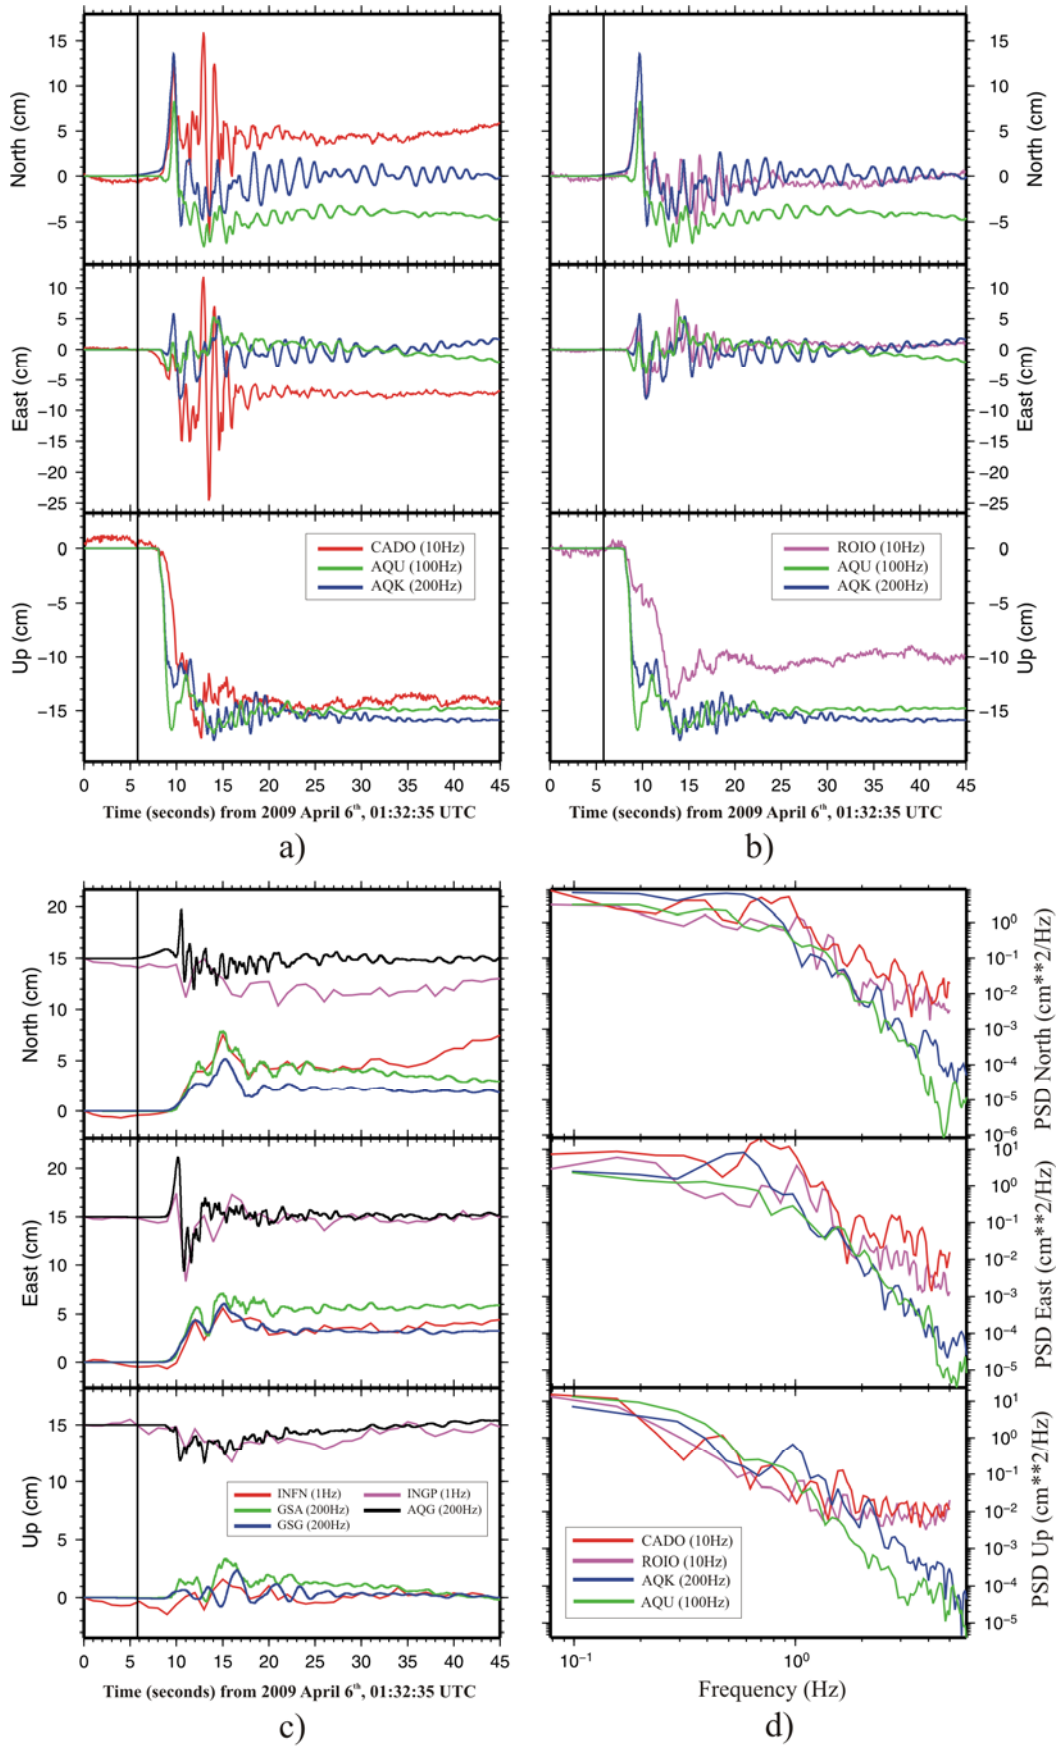 15
10
5
0
−5
North (cm)
10
5
0
−5
−10
−15
−20
−25
East (cm)
0
−5
−10
−15
Up (cm)
CADO (10Hz)
AQU (100Hz)
AQK (200Hz)
0 5 10 15 20 25 30 35 40 45
Time (seconds) from 2009 April 6th, 01:32:35 UTC
a)
15
10
5
0
−5
North (cm)
10
5
0
−5
−10
−15
−20
−25
East (cm)
0
−5
−10
−15
Up (cm)
ROIO (10Hz)
AQU (100Hz)
AQK (200Hz)
0 5 10 15 20 25 30 35 40 45
Time (seconds) from 2009 April 6th, 01:32:35 UTC
b)
20
15
10
5
0
North (cm)
20
15
10
5
0
East (cm)
15
10
5
0
Up (cm)
INFN (1Hz)
GSA (200Hz)
GSG (200Hz)
INGP (1Hz)
AQG (200Hz)
0 5 10 15 20 25 30 35 40 45
Time (seconds) from 2009 April 6th, 01:32:35 UTC
c)
10⁰
10⁻¹
10⁻²
10⁻³
10⁻⁴
10⁻⁵
10⁻⁶
PSD North (cm**2/Hz)
10¹
10⁰
10⁻¹
10⁻²
10⁻³
10⁻⁴
10⁻⁵
PSD East (cm**2/Hz)
10¹
10⁰
10⁻¹
10⁻²
10⁻³
10⁻⁴
10⁻⁵
PSD Up (cm**2/Hz)
CADO (10Hz)
ROIO (10Hz)
AQK (200Hz)
AQU (100Hz)
10⁻¹ 10⁰
Frequency (Hz)
d)